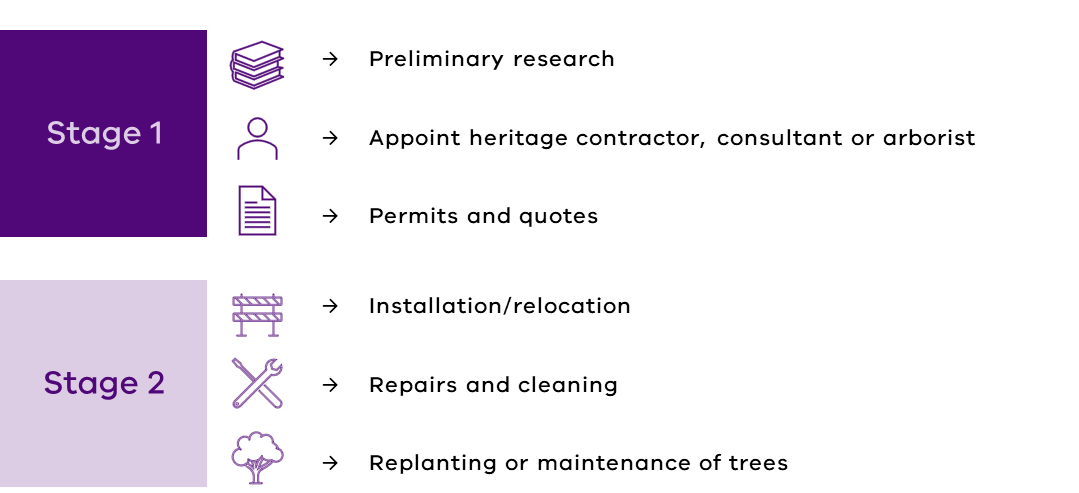 Stage 1
→ Preliminary research
→ Appoint heritage contractor, consultant or arborist
→ Permits and quotes
Stage 2
→ Installation/relocation
→ Repairs and cleaning
→ Replanting or maintenance of trees